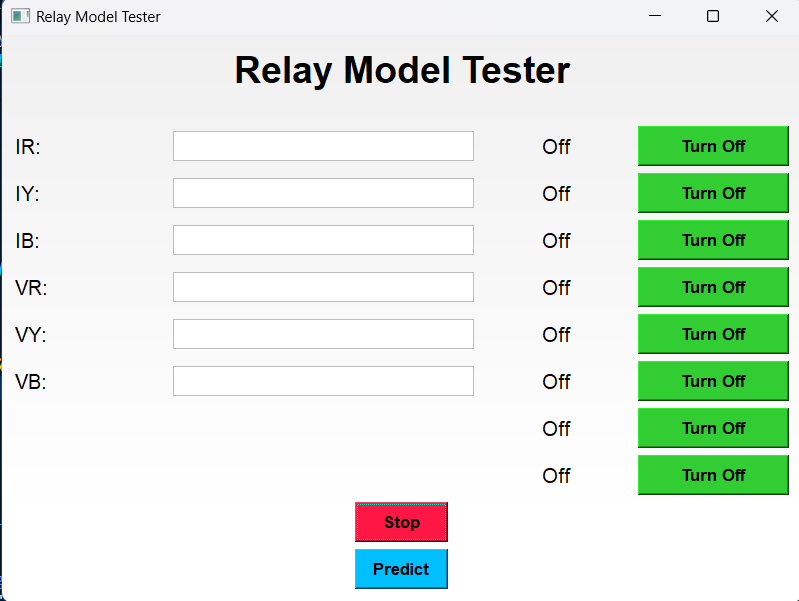 Relay Model Tester
Relay Model Tester
IR: Off Turn Off
IY: Off Turn Off
IB: Off Turn Off
VR: Off Turn Off
VY: Off Turn Off
VB: Off Turn Off
Off Turn Off
Off Turn Off
Stop
Predict